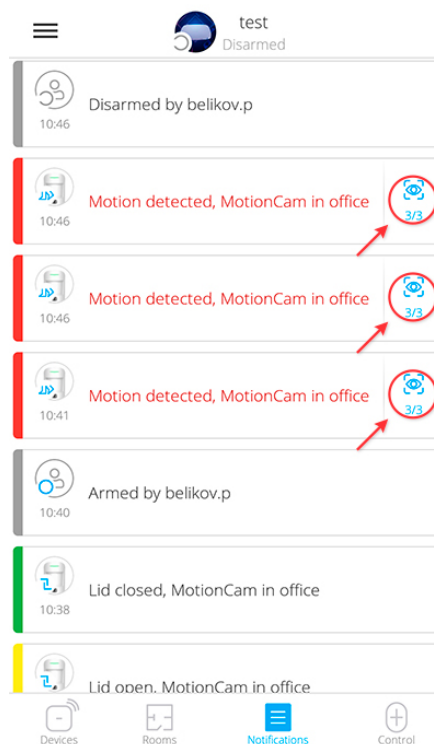 test
Disarmed
Disarmed by belikov.p
10:46
Motion detected, MotionCam in office
10:46
3/3
Motion detected, MotionCam in office
10:46
3/3
Motion detected, MotionCam in office
10:41
3/3
Armed by belikov.p
10:40
Lid closed, MotionCam in office
10:38
Lid open, MotionCam in office
Devices
Rooms
Notifications
Control